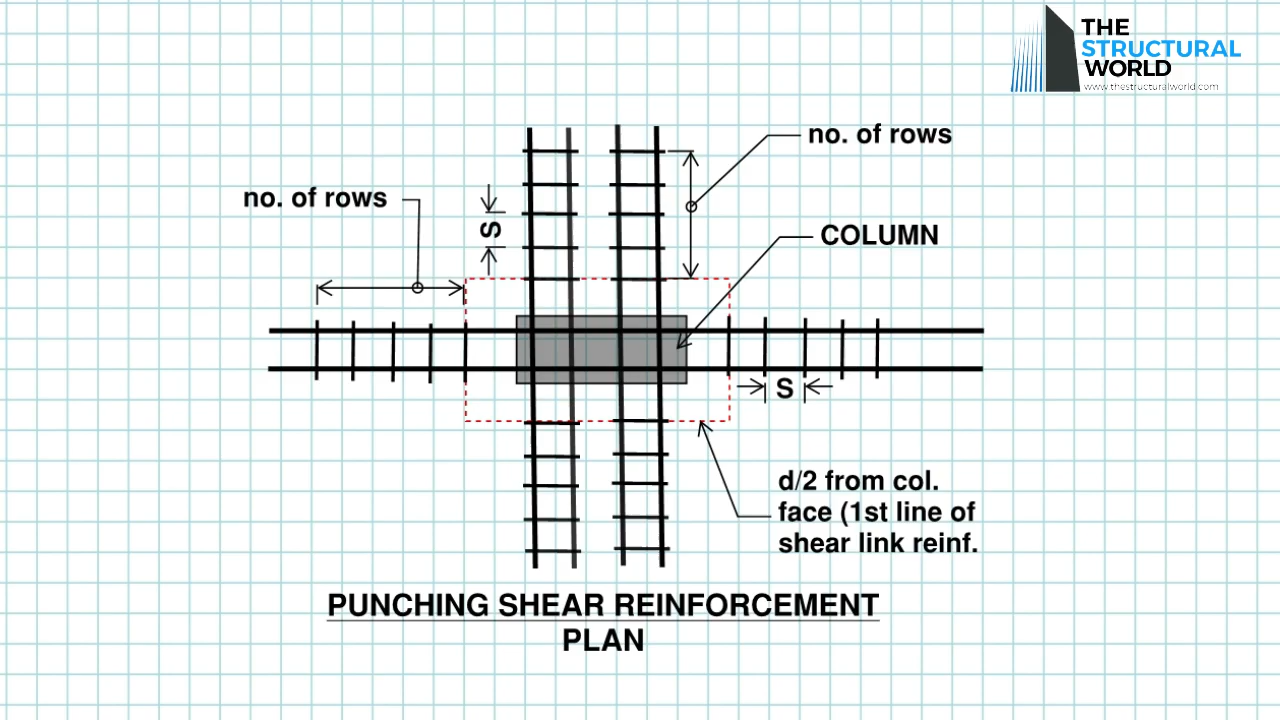 THE
STRUCTURAL
WORLD
www.thestructuralworld.com
no. of rows
no. of rows
S
COLUMN
S
d/2 from col.
face (1st line of
shear link reinf.
PUNCHING SHEAR REINFORCEMENT
PLAN